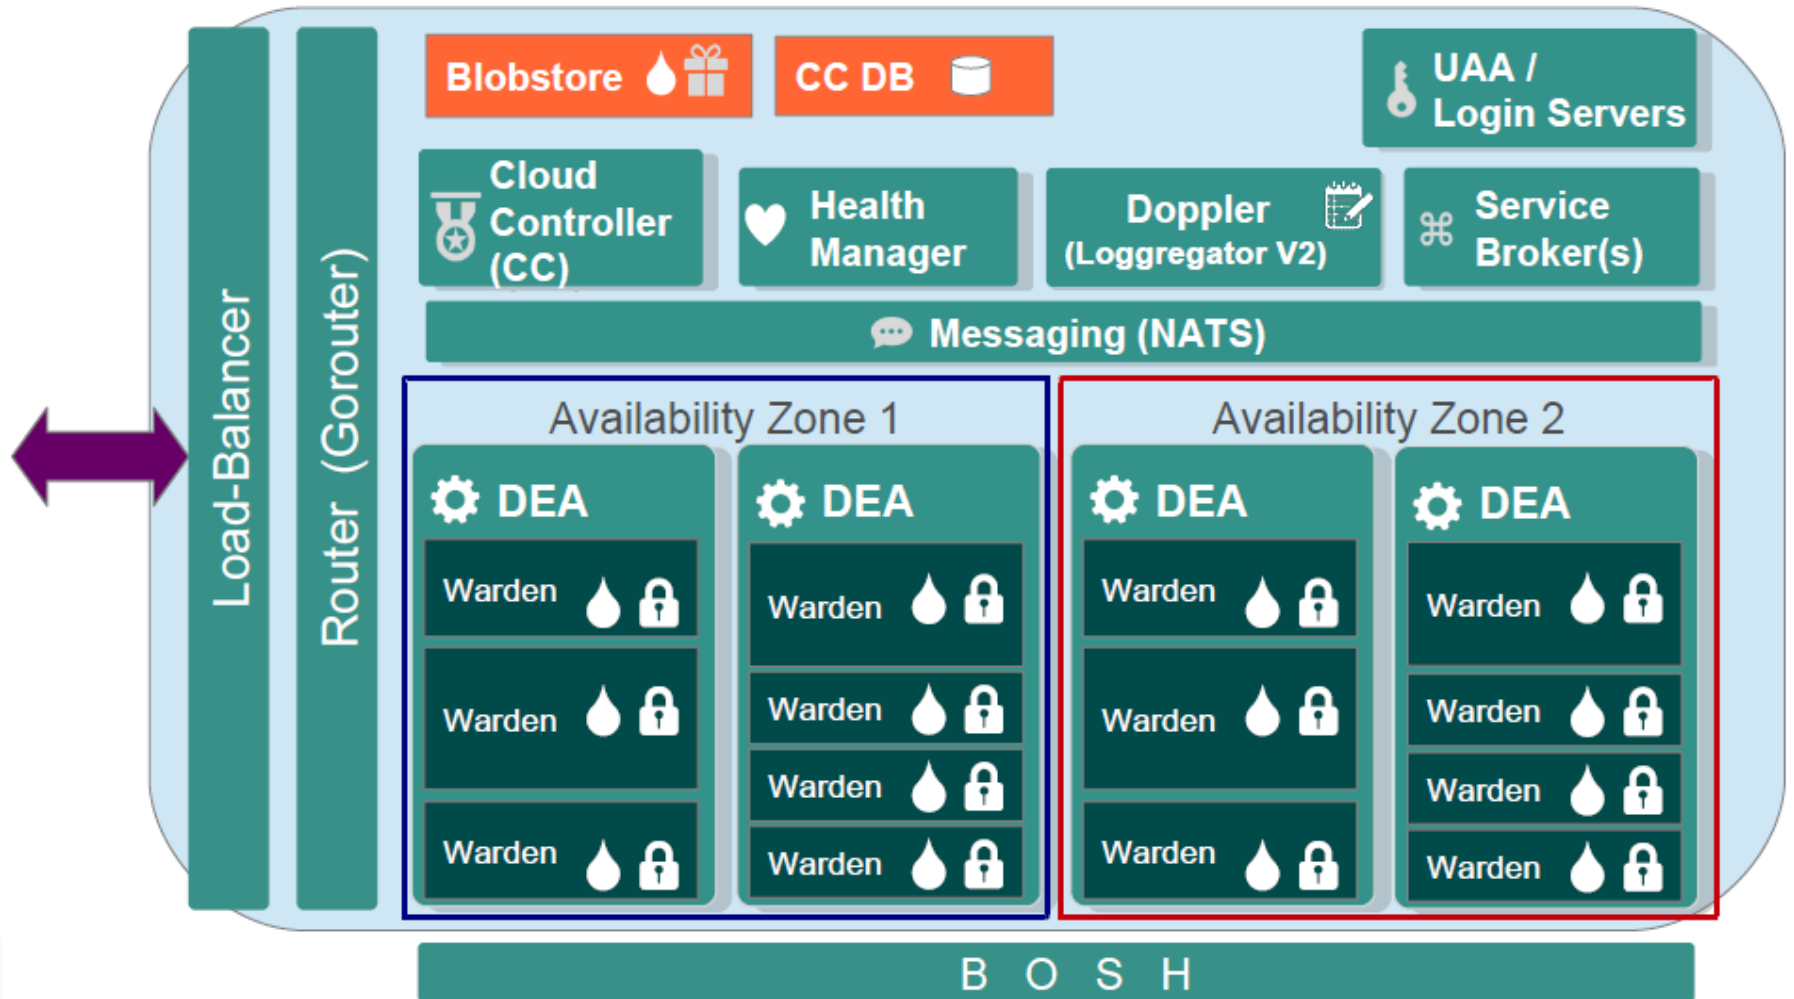 Load-Balancer
Router (Gorouter)
Blobstore
CC DB
UAA /
Login Servers
Cloud
Controller
(CC)
Health
Manager
Doppler
(Loggregator V2)
Service
Broker(s)
Messaging (NATS)
Availability Zone 1
DEA
Warden
Warden
Warden
DEA
Warden
Warden
Warden
Warden
Availability Zone 2
DEA
Warden
Warden
Warden
DEA
Warden
Warden
Warden
Warden
B O S H